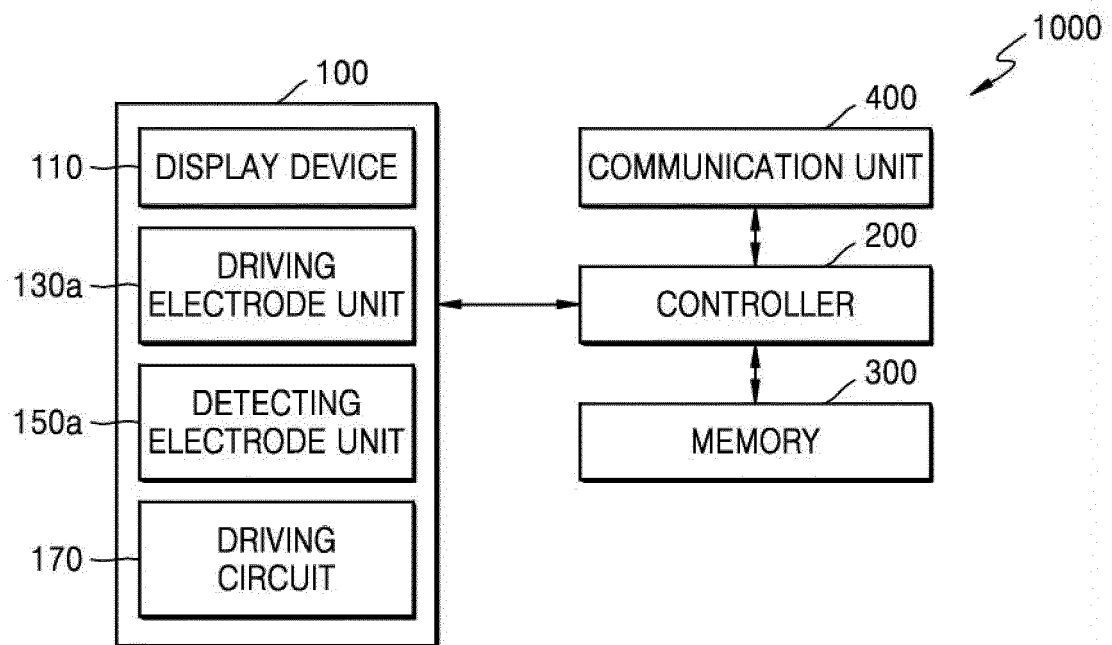 1000
100
110
DISPLAY DEVICE
130a
DRIVING
ELECTRODE UNIT
150a
DETECTING
ELECTRODE UNIT
170
DRIVING
CIRCUIT
400
COMMUNICATION UNIT
200
CONTROLLER
300
MEMORY